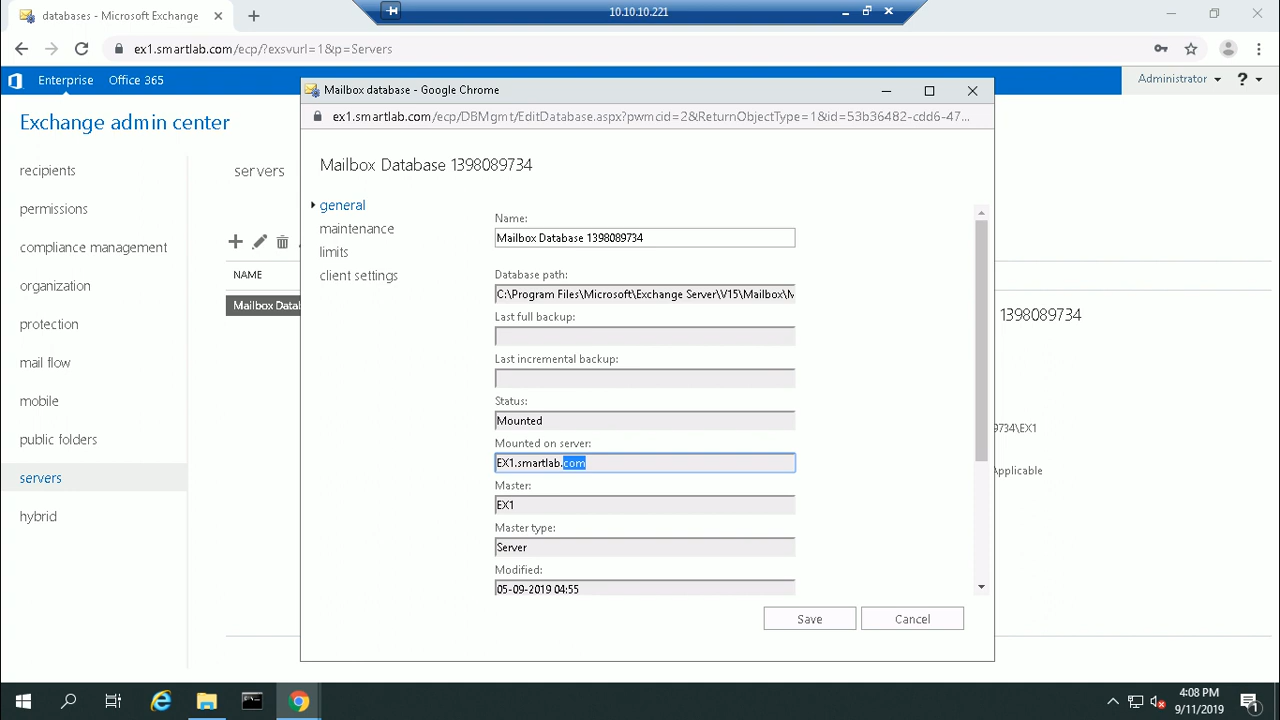 databases - Microsoft Exchange
10.10.10.221
ex1.smartlab.com/ecp/?exsvurl=1&p=Servers
Enterprise Office 365
Administrator ?
Mailbox database - Google Chrome
ex1.smartlab.com/ecp/DBMgmt/EditDatabase.aspx?pwmcid=2&ReturnObjectType=1&id=53b36482-cdd6-47...
Exchange admin center
recipients
permissions
compliance management
organization
protection
mail flow
mobile
public folders
servers
hybrid
servers
NAME
Mailbox Datab
Mailbox Database 1398089734
general
maintenance
limits
client settings
Name:
Mailbox Database 1398089734
Database path:
C:\Program Files\Microsoft\Exchange Server\V15\Mailbox\M
Last full backup:
Last incremental backup:
Status:
Mounted
Mounted on server:
EX1.smartlab.com
Master:
EX1
Master type:
Server
Modified:
05-09-2019 04:55
Save Cancel
1398089734
9734\EX1
Applicable
4:08 PM
9/11/2019
1